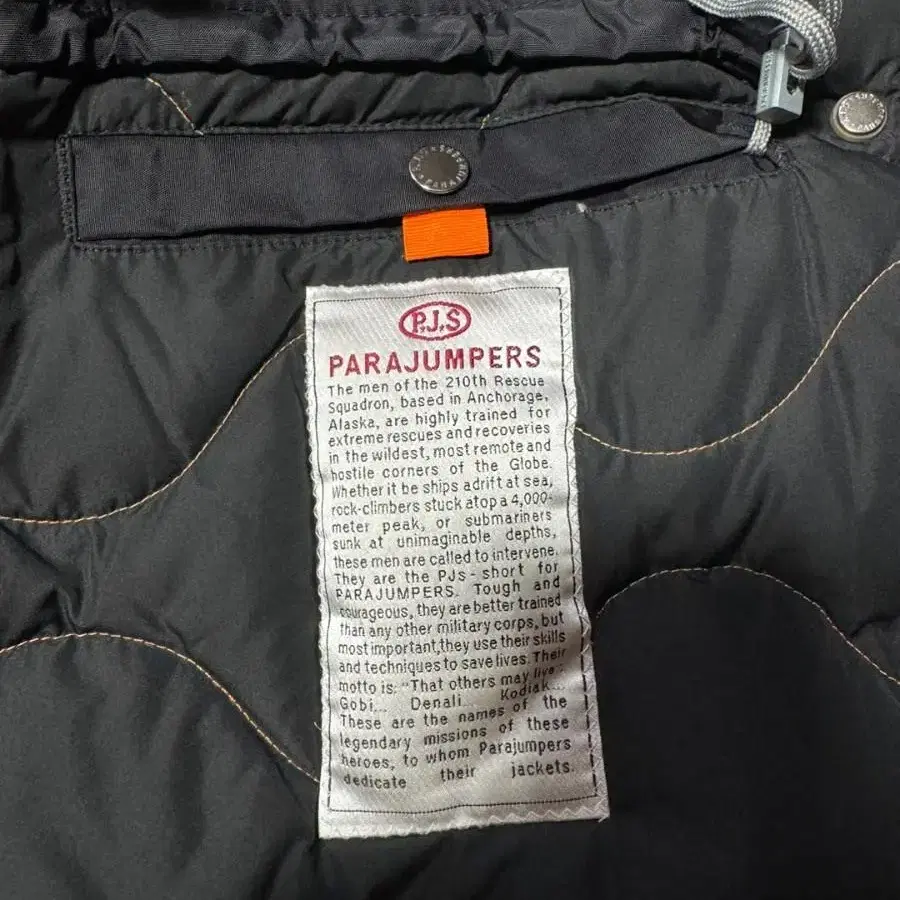 P.J.S
PARAJUMPERS
The men of the 210th Rescue
Squadron, based in Anchorage,
Alaska, are highly trained for
extreme rescues and recoveries
in the wildest, most remote and
hostile corners of the Globe.
Whether it be ships adrift at sea,
rock-climbers stuck atop a 4,000-
meter peak, or submariners
sunk at unimaginable depths,
these men are called to intervene.
They are the PJs - short for
PARAJUMPERS. Tough and
courageous, they are better trained
than any other military corps, but
most important, they use their skills
and techniques to save lives. Their
motto is: "That others may live".
Gobi... Denali... Kodiak...
These are the names of the
legendary missions of these
heroes, to whom Parajumpers
dedicate their jackets.